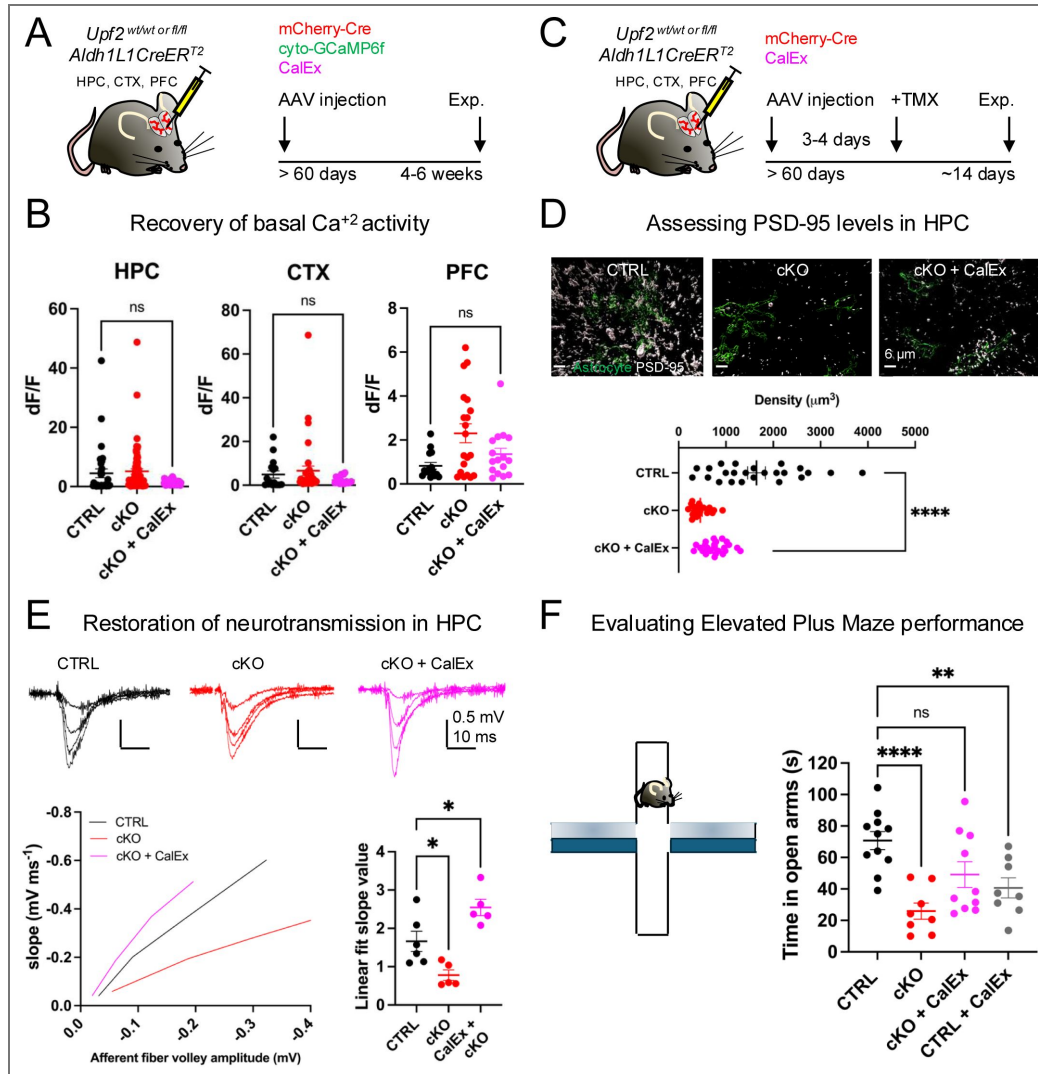 A
Upf2 wt/wt or fl/fl
Aldh1L1CreER T2
HPC, CTX, PFC
mCherry-Cre
cyto-GCaMP6f
CalEx
AAV injection
Exp.
> 60 days
4-6 weeks
C
Upf2 wt/wt or fl/fl
Aldh1L1CreER T2
HPC, CTX, PFC
mCherry-Cre
CalEx
AAV injection
+TMX
Exp.
3-4 days
> 60 days
~14 days
B
Recovery of basal Ca+2 activity
HPC
CTX
PFC
ns
ns
ns
60
40
20
0
dF/F
CTRL
cKO
cKO + CalEx
80
60
40
20
0
dF/F
CTRL
cKO
cKO + CalEx
8
6
4
2
0
dF/F
CTRL
cKO
cKO + CalEx
D
Assessing PSD-95 levels in HPC
CTRL
cKO
cKO + CalEx
Astrocyte PSD-95
6 μm
Density (μm3)
0 1000 2000 3000 4000 5000
CTRL
cKO
cKO + CalEx
****
E
Restoration of neurotransmission in HPC
CTRL
cKO
cKO + CalEx
0.5 mV
10 ms
-0.8
-0.6
-0.4
-0.2
0.0
slope (mV ms-1)
CTRL
cKO
cKO + CalEx
0.0 -0.1 -0.2 -0.3 -0.4
Afferent fiber volley amplitude (mV)
*
*
4
3
2
1
0
Linear fit slope value
CTRL
cKO
CalEx +
cKO
F
Evaluating Elevated Plus Maze performance
**
ns
****
120
100
80
60
40
20
0
Time in open arms (s)
CTRL
cKO
cKO + CalEx
CTRL + CalEx